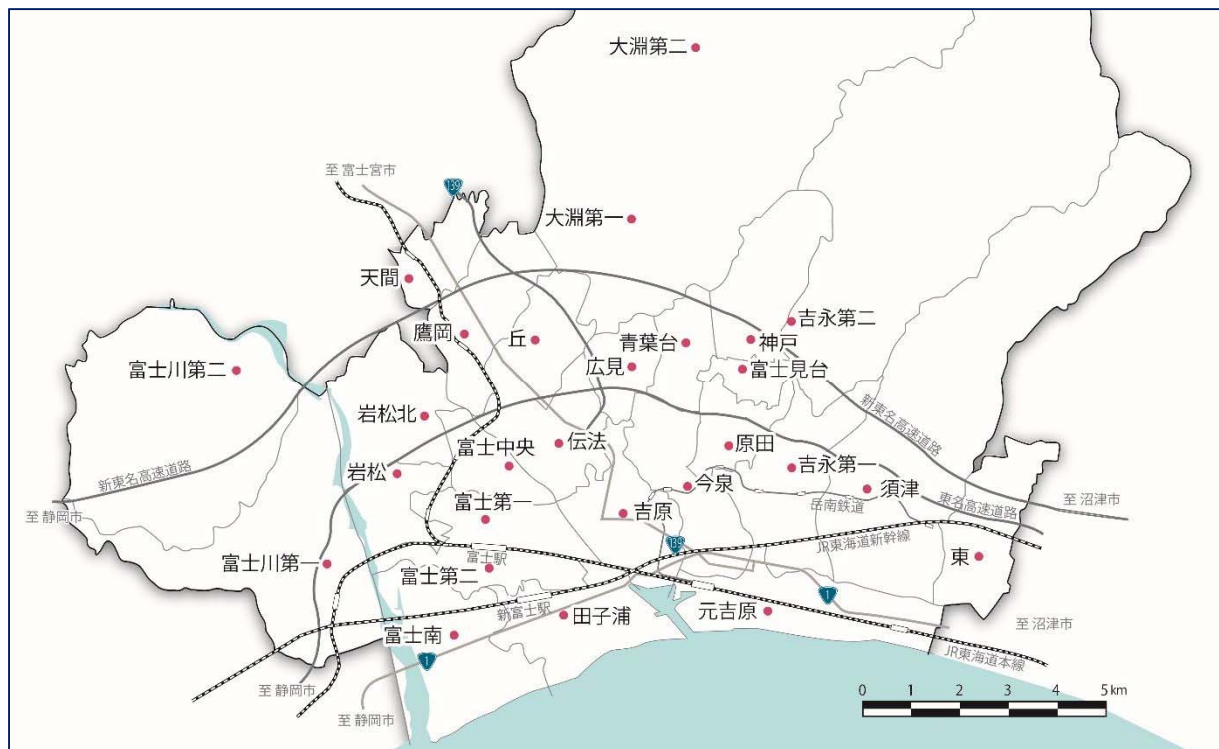 大淵第二
至 富士宮市
139
大淵第一
天間
吉永第二
鷹岡
丘
青葉台
神戸
富士川第二
広見
富士見台
岩松北
新東名高速道路
富士中央
伝法
原田
新東名高速道路
岩松
今泉
吉永第一
須津
至 静岡市
富士第一
吉原
岳南鉄道
東名高速道路
至 沼津市
139
JR東海道新幹線
富士駅
東
富士川第一
富士第二
新富士駅
田子浦
元吉原
1
至 沼津市
富士南
1
JR東海道本線
至 静岡市
至 静岡市
0 1 2 3 4 5km